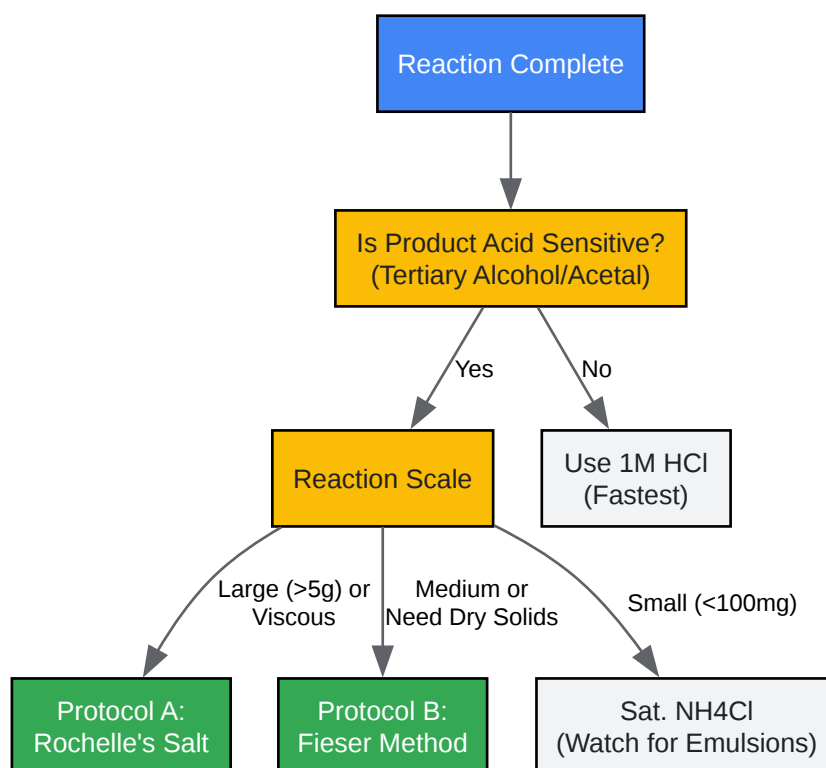 Reaction Complete
Is Product Acid Sensitive?
(Tertiary Alcohol/Acetal)
Yes
No
Reaction Scale
Use 1M HCl
(Fastest)
Large (>5g) or
Viscous
Medium or
Need Dry Solids
Small (<100mg)
Protocol A:
Rochelle's Salt
Protocol B:
Fieser Method
Sat. NH4Cl
(Watch for Emulsions)